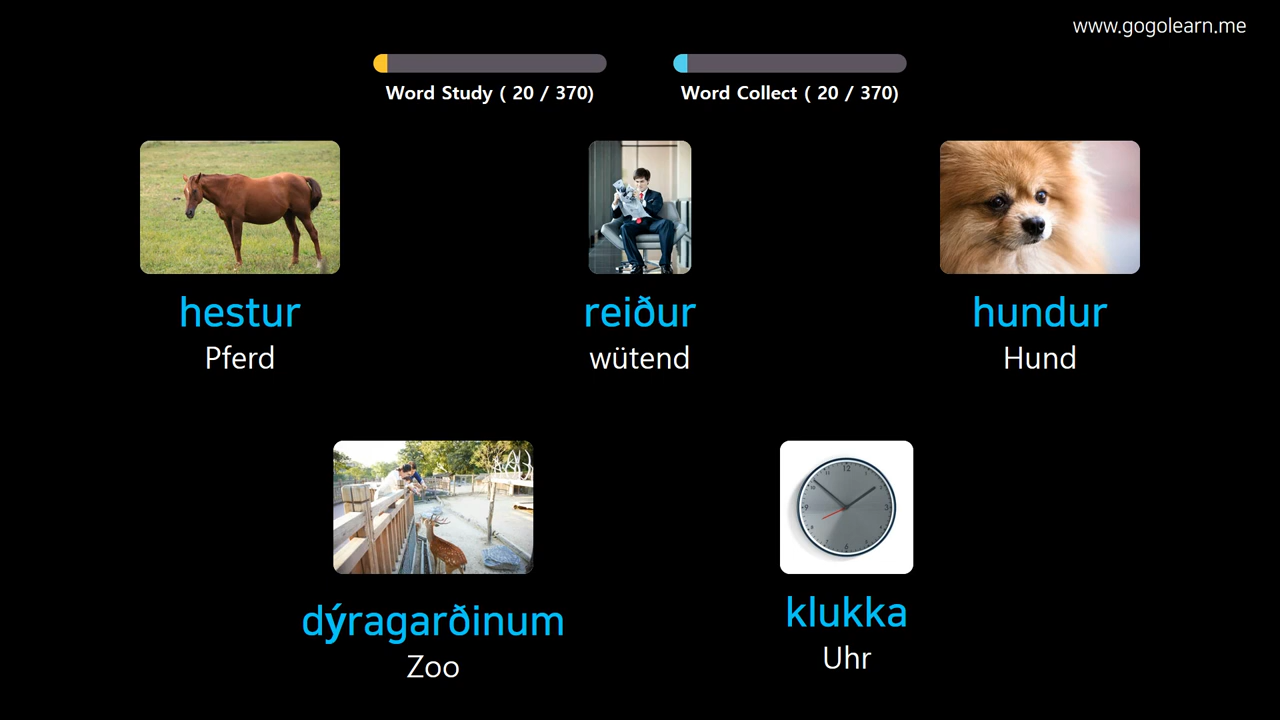 www.gogolearn.me
Word Study ( 20 / 370)
Word Collect ( 20 / 370)
hestur
Pferd
reiður
wütend
hundur
Hund
dýragarðinum
Zoo
klukka
Uhr